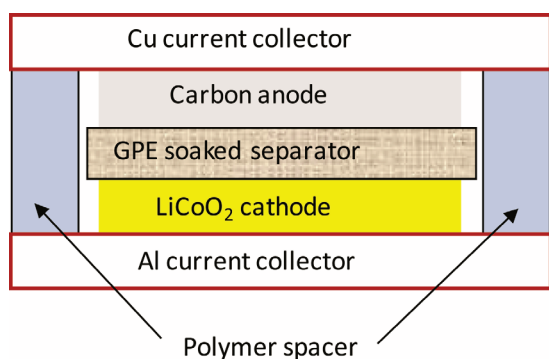 Cu current collector
Carbon anode
GPE soaked separator
LiCoO₂ cathode
Al current collector
Polymer spacer